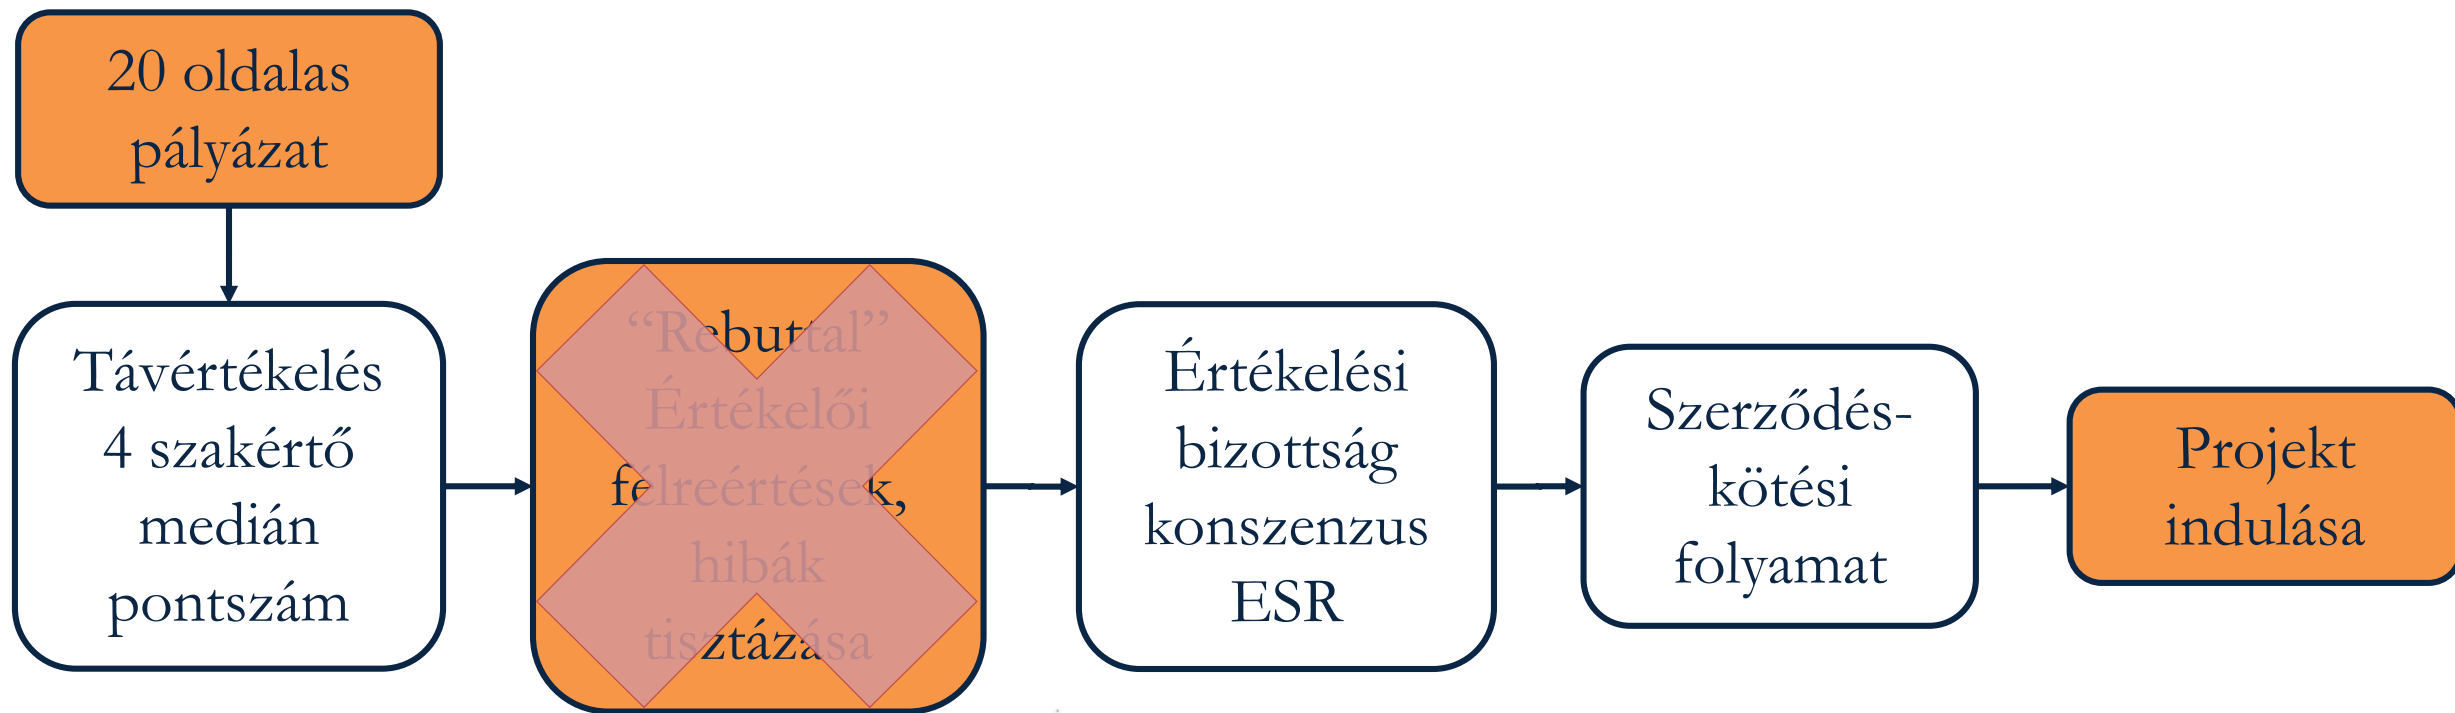 20 oldalas
pályázat
Távértékelés
4 szakértő
medián
pontszám
“Rebuttal”
Értékelői
félreértések,
hibák
tisztázása
Értékelési
bizottság
konszenzus
ESR
Szerződés-
kötési
folyamat
Projekt
indulása